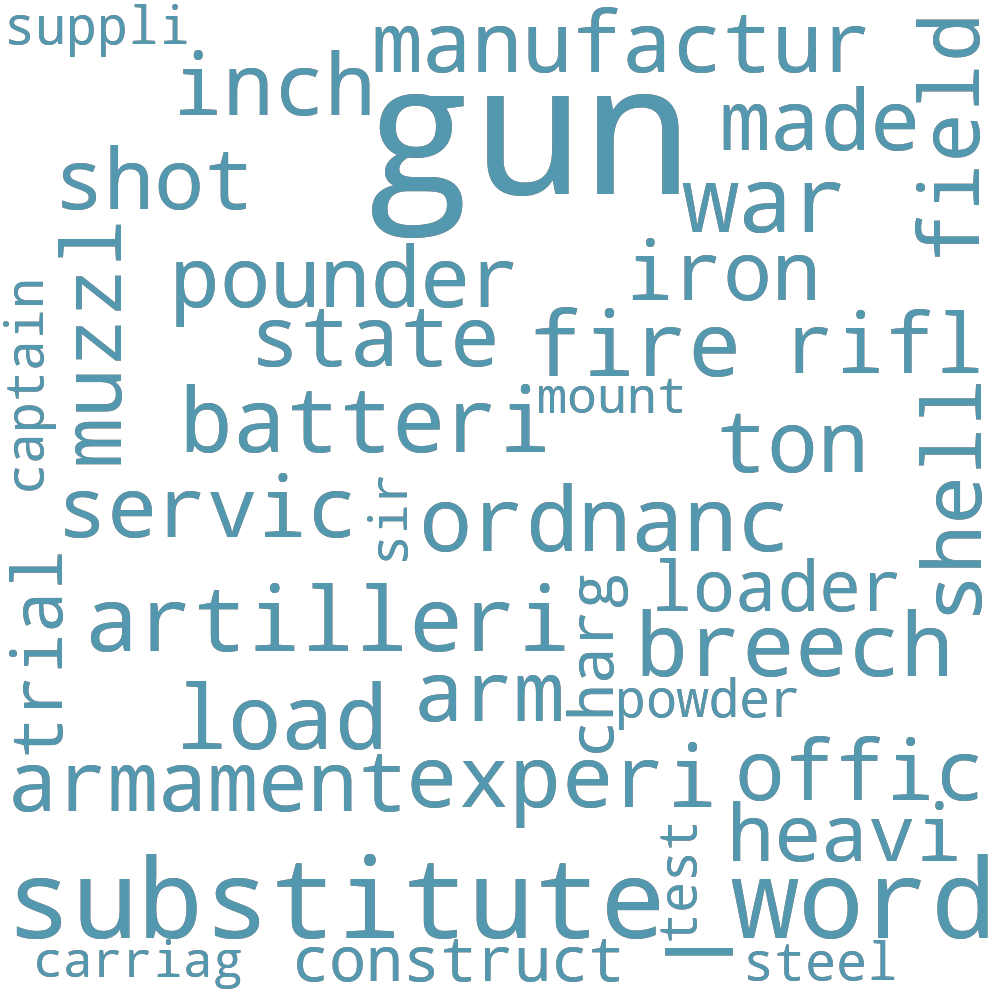 suppli
manufactur
inch
gun
made
field
shot
war
muzzl
pounder
iron
captain
state
fire
rifl
batteri
mount
ton
shell
servic
sir
ordnanc
trial
artilleri
charg
loader
breech
load
arm
powder
armament
experi
offic
heavi
substitute
test
word
carriag
construct
steel